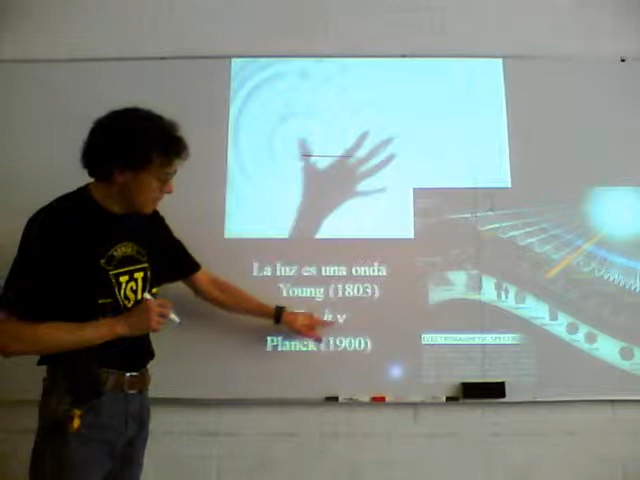 La luz es una onda
Young (1803)
h ν
Planck (1900)
ELECTROMAGNETIC SPECTRUM